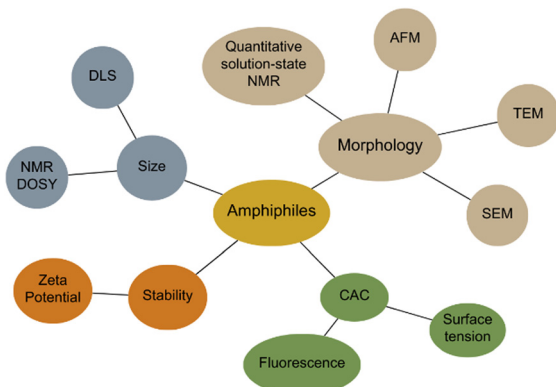 Quantitative
solution-state
NMR
AFM
DLS
TEM
Morphology
NMR
DOSY
Size
Amphiphiles
SEM
Zeta
Potential
Stability
CAC
Surface
tension
Fluorescence